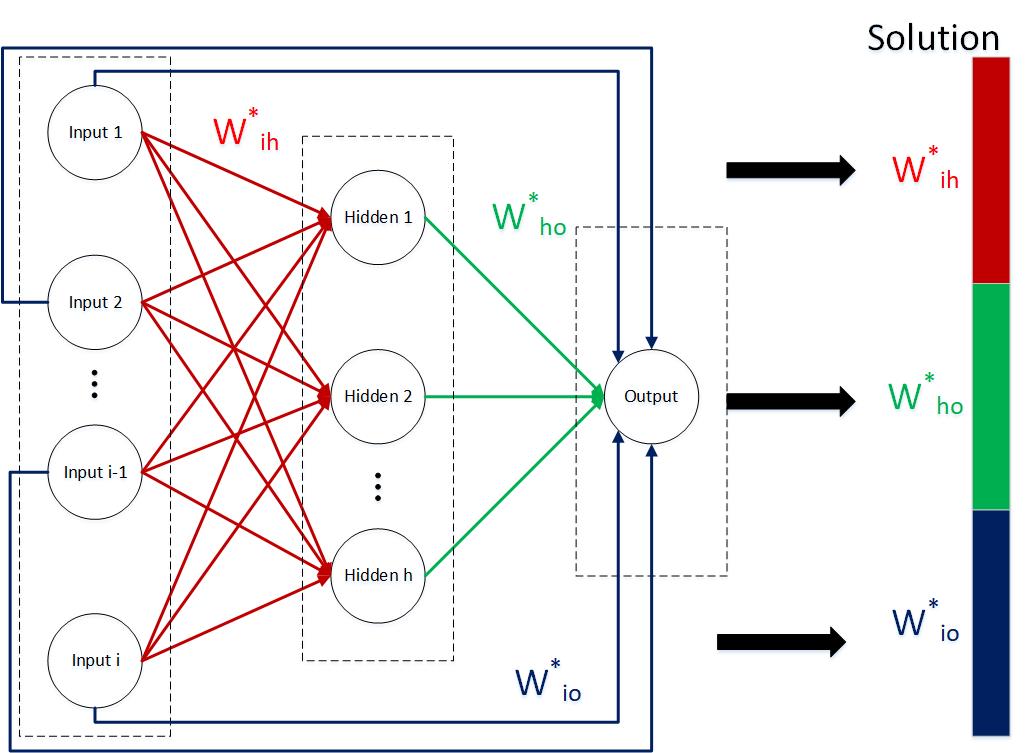 Solution
Input 1
W*ih
Hidden 1
W*ho
W*ih
Input 2
Hidden 2
Output
W*ho
Input i-1
Hidden h
Input i
W*io
W*io